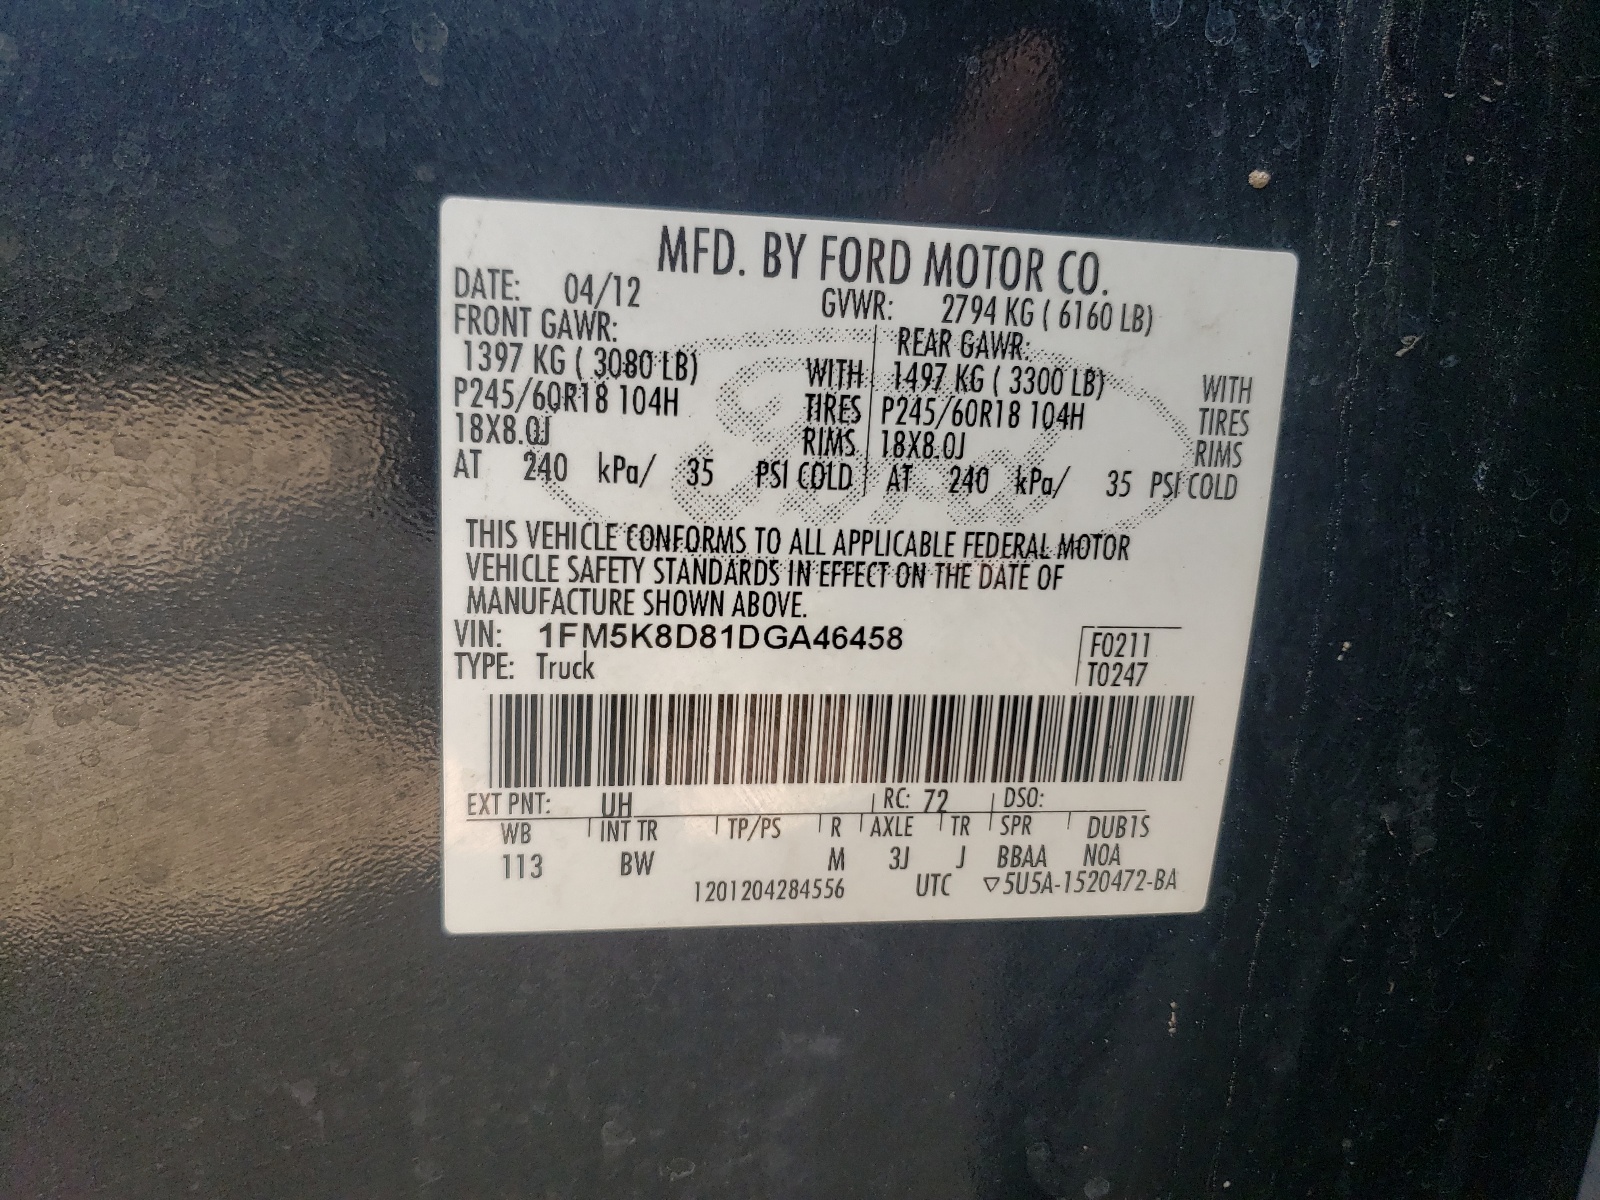 MFD. BY FORD MOTOR CO.
DATE: 04/12 GVWR: 2794 KG ( 6160 LB)
FRONT GAWR: REAR GAWR:
1397 KG ( 3080 LB) WITH 1497 KG ( 3300 LB) WITH
P245/60R18 104H TIRES P245/60R18 104H TIRES
18X8.0J RIMS 18X8.0J RIMS
AT 240 kPa/ 35 PSI COLD AT 240 kPa/ 35 PSI COLD
Ford
THIS VEHICLE CONFORMS TO ALL APPLICABLE FEDERAL MOTOR
VEHICLE SAFETY STANDARDS IN EFFECT ON THE DATE OF
MANUFACTURE SHOWN ABOVE.
VIN: 1FM5K8D81DGA46458 F0211
TYPE: Truck T0247
EXT PNT: UH RC: 72 DSO:
WB INT TR TP/PS R AXLE TR SPR DUB1S
113 BW M 3J J BBAA NOA
1201204284556 UTC ▽5U5A-1520472-BA